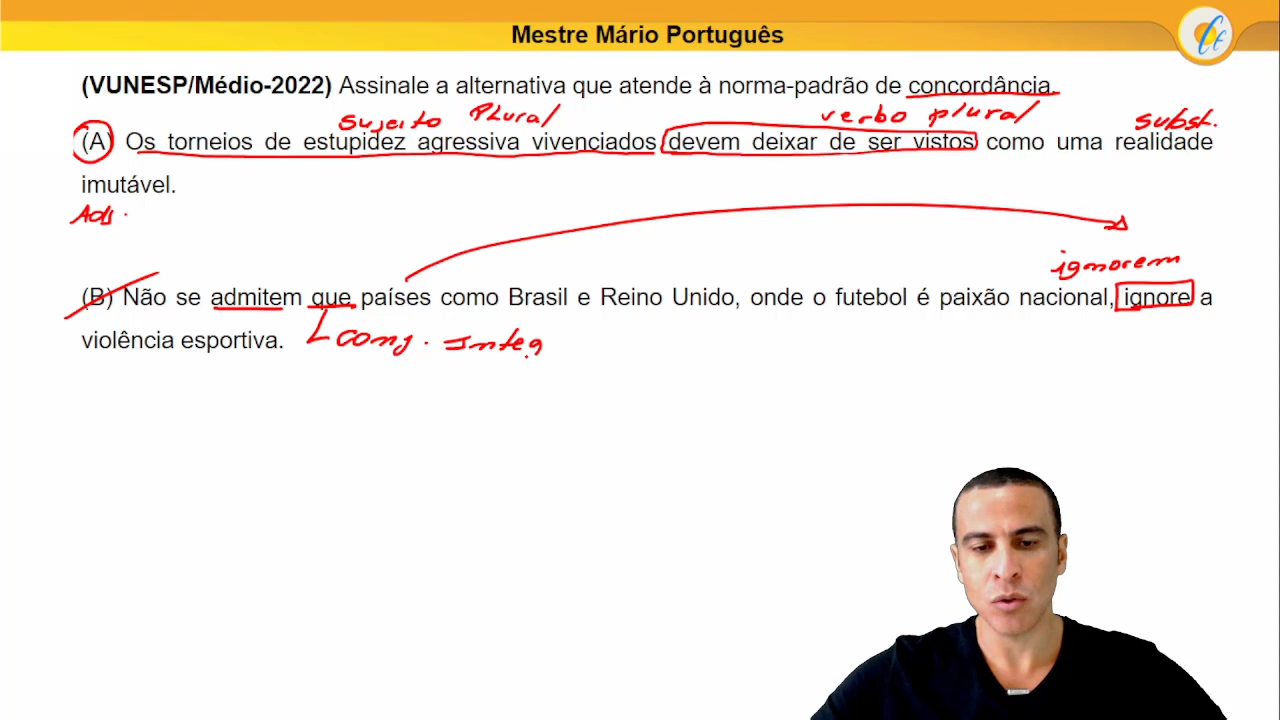 Mestre Mário Português
(VUNESP/Médio-2022) Assinale a alternativa que atende à norma-padrão de concordância.
sujeito Plural verbo plural subst.
(A) Os torneios de estupidez agressiva vivenciados devem deixar de ser vistos como uma realidade
imutável.
Adj.
ignorem
(B) Não se admitem que países como Brasil e Reino Unido, onde o futebol é paixão nacional, ignore a
violência esportiva.
conj. Integ